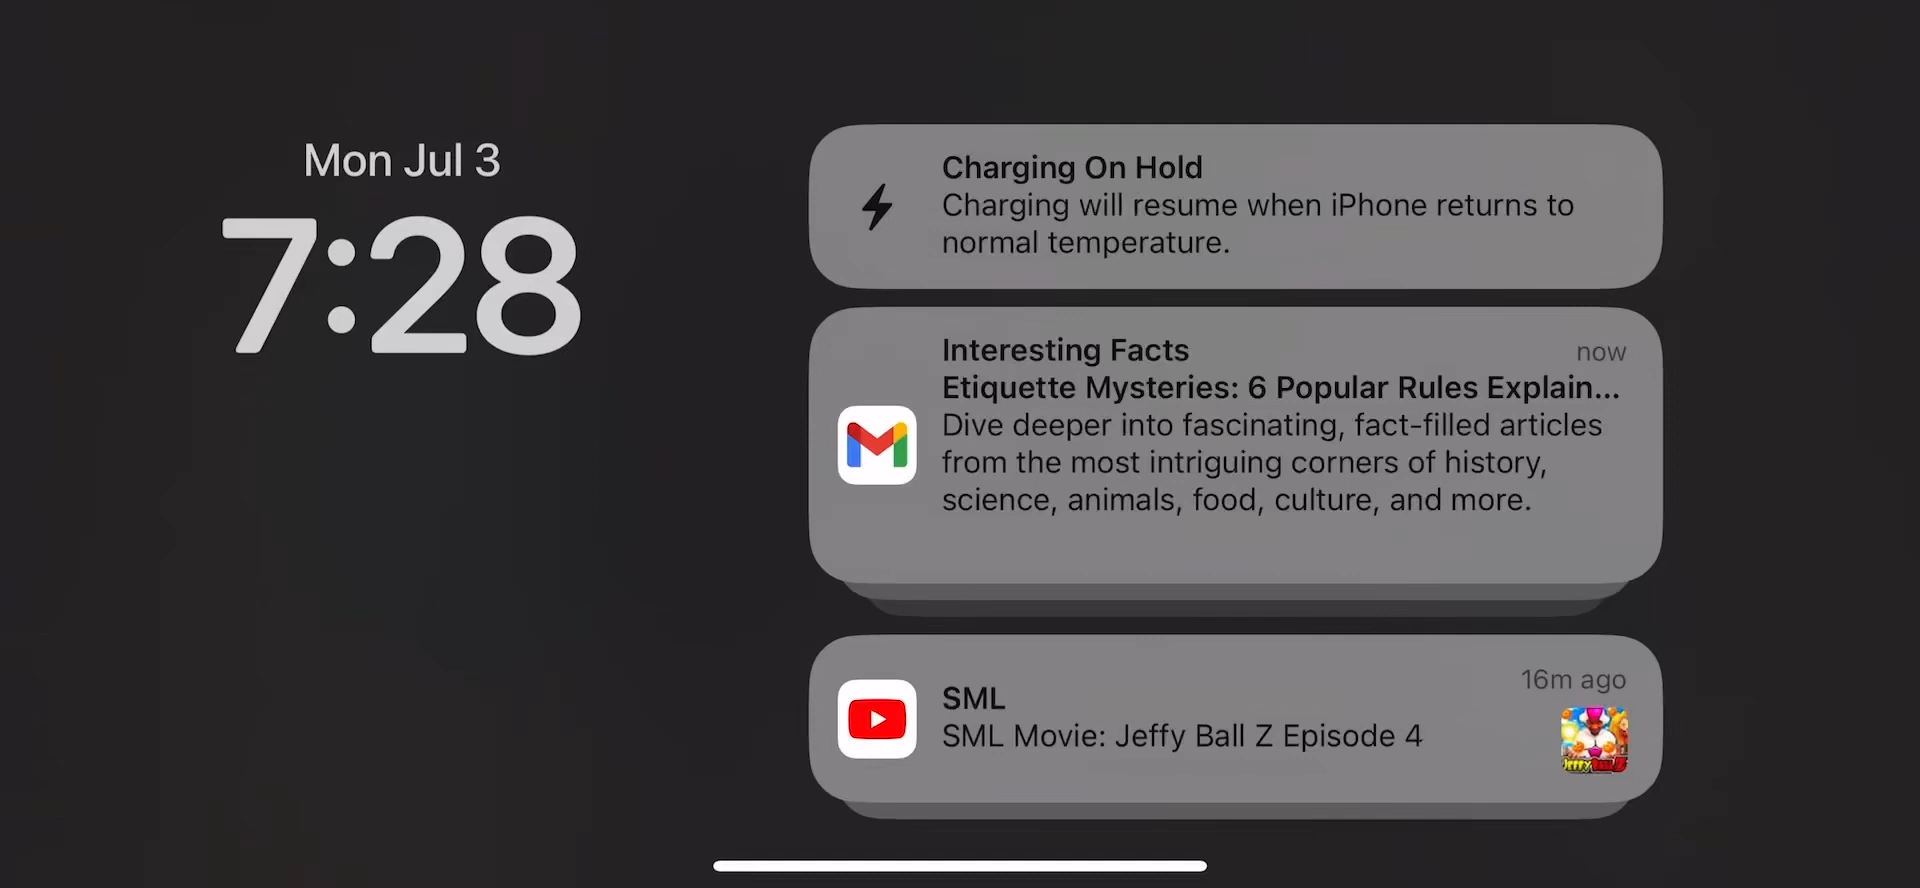 Mon Jul 3
7:28
Charging On Hold
Charging will resume when iPhone returns to
normal temperature.
Interesting Facts
now
Etiquette Mysteries: 6 Popular Rules Explain...
Dive deeper into fascinating, fact-filled articles
from the most intriguing corners of history,
science, animals, food, culture, and more.
16m ago
SML
SML Movie: Jeffy Ball Z Episode 4
JEFFY BALL Z